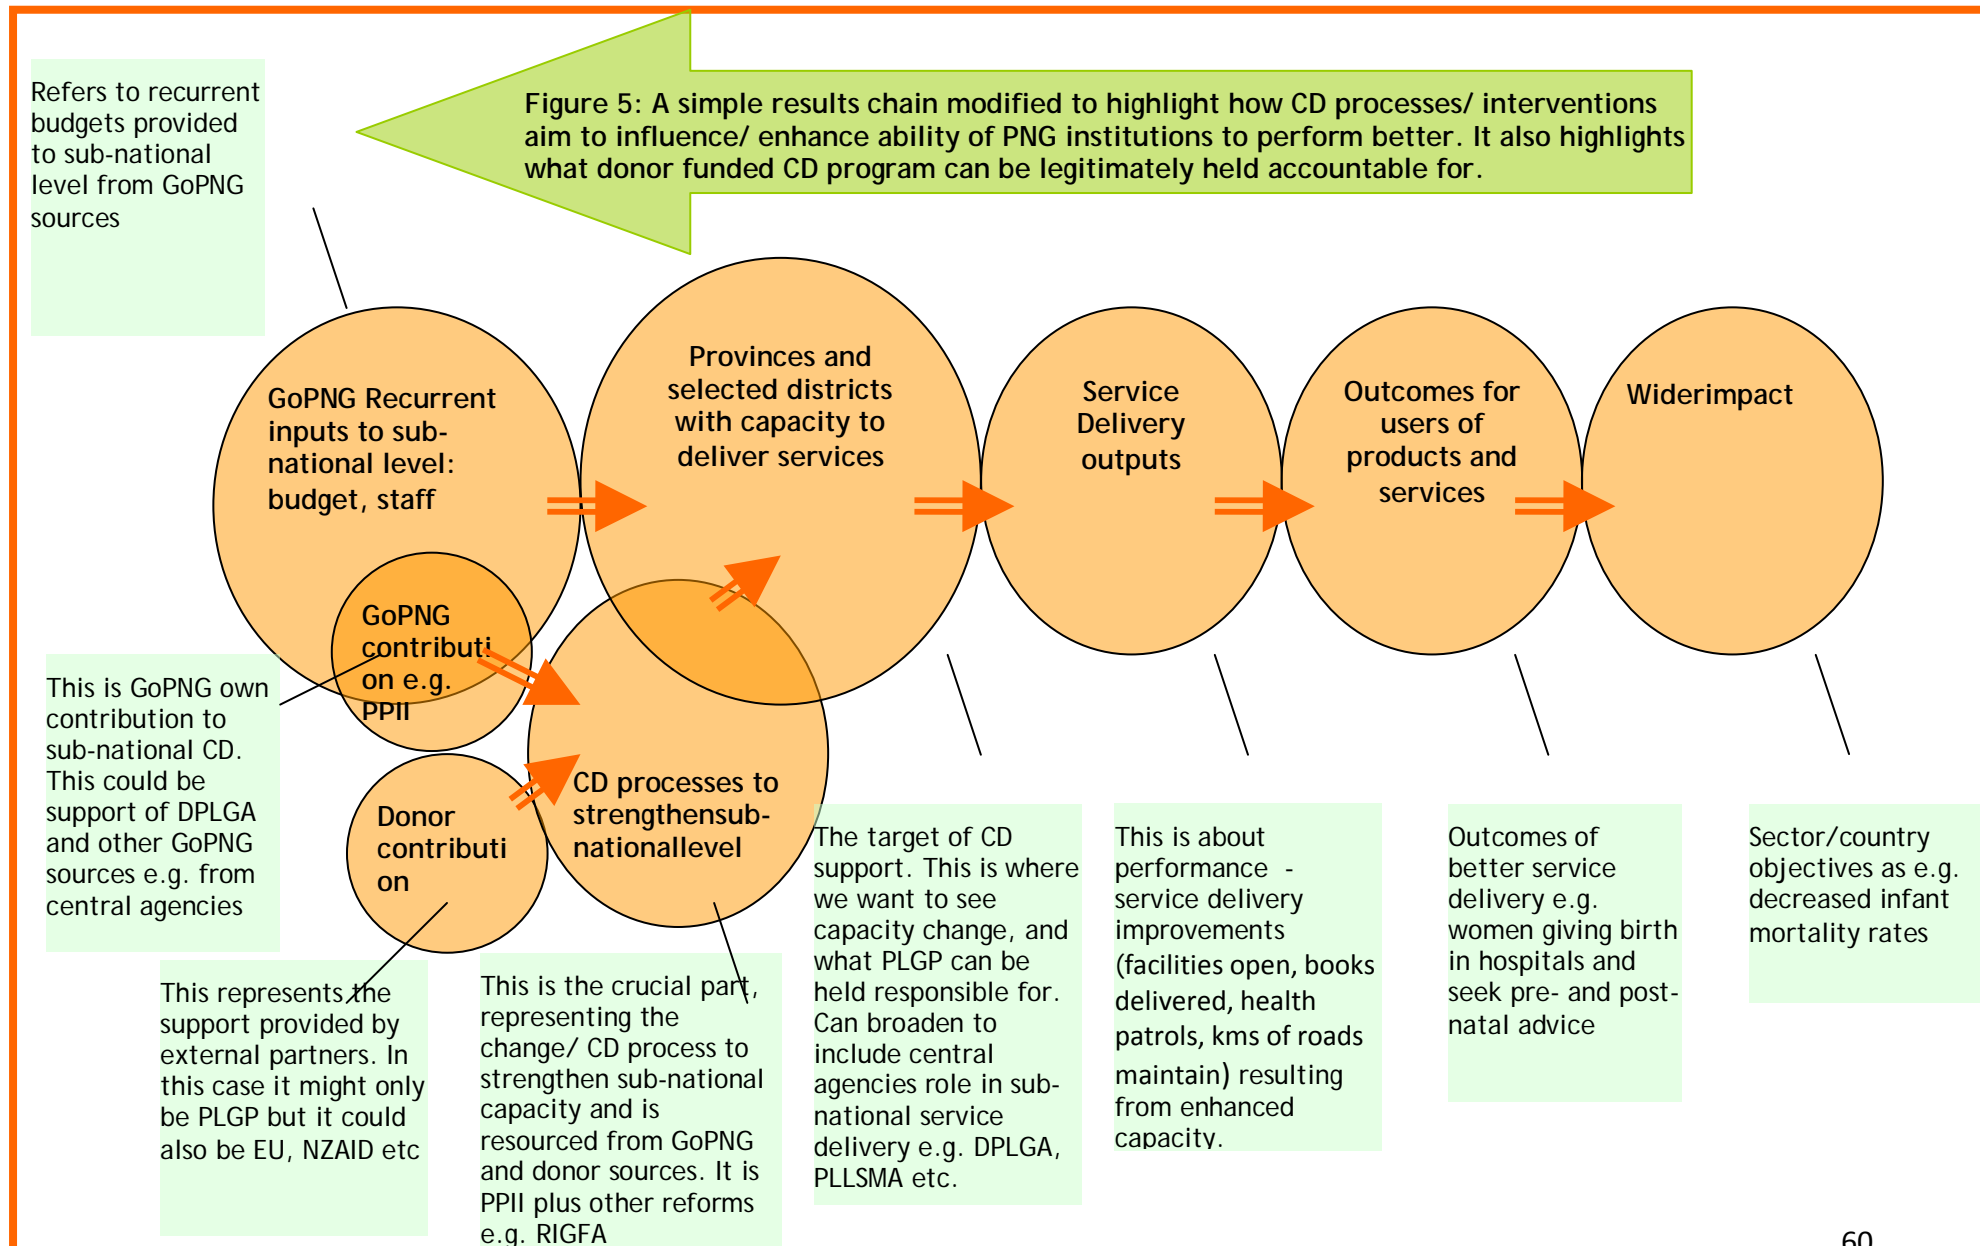 Refers to recurrent
budgets provided
to sub-national
level from GoPNG
sources
Figure 5: A simple results chain modified to highlight how CD processes/ interventions
aim to influence/ enhance ability of PNG institutions to perform better. It also highlights
what donor funded CD program can be legitimately held accountable for.
GoPNG Recurrent
inputs to sub-
national level:
budget, staff
Provinces and
selected districts
with capacity to
deliver services
Service
Delivery
outputs
Outcomes for
users of
products and
services
Widerimpact
GoPNG
contributi
on e.g.
PPII
Donor
contributi
on
CD processes to
strengthensub-
nationallevel
This is GoPNG own
contribution to
sub-national CD.
This could be
support of DPLGA
and other GoPNG
sources e.g. from
central agencies
This represents the
support provided by
external partners. In
this case it might only
be PLGP but it could
also be EU, NZAID etc
This is the crucial part,
representing the
change/ CD process to
strengthen sub-national
capacity and is
resourced from GoPNG
and donor sources. It is
PPII plus other reforms
e.g. RIGFA
The target of CD
support. This is where
we want to see
capacity change, and
what PLGP can be
held responsible for.
Can broaden to
include central
agencies role in sub-
national service
delivery e.g. DPLGA,
PLLSMA etc.
This is about
performance -
service delivery
improvements
(facilities open, books
delivered, health
patrols, kms of roads
maintain) resulting
from enhanced
capacity.
Outcomes of
better service
delivery e.g.
women giving birth
in hospitals and
seek pre- and post-
natal advice
Sector/country
objectives as e.g.
decreased infant
mortality rates
60